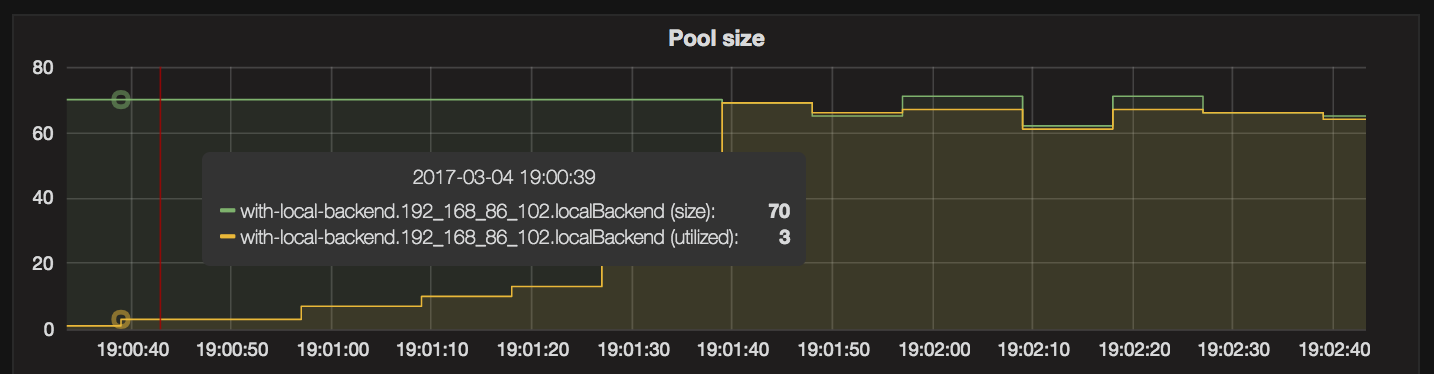 Pool size
80
60
40
20
0
2017-03-04 19:00:39
with-local-backend.192_168_86_102.localBackend (size): 70
with-local-backend.192_168_86_102.localBackend (utilized): 3
19:00:40 19:00:50 19:01:00 19:01:10 19:01:20 19:01:30 19:01:40 19:01:50 19:02:00 19:02:10 19:02:20 19:02:30 19:02:40